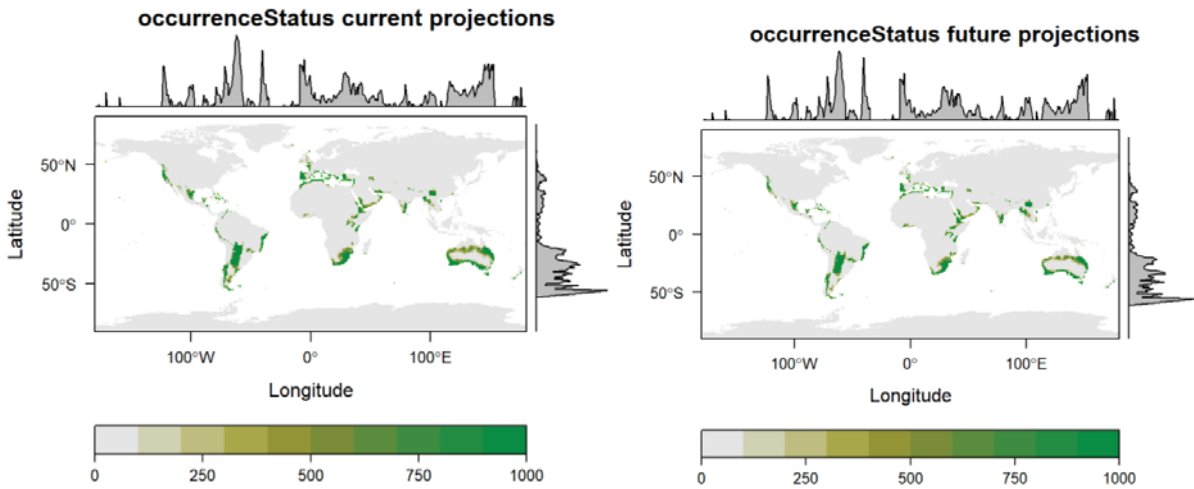 occurrenceStatus current projections
50°N
0°
50°S
Latitude
100°W
0°
100°E
Longitude
0
250
500
750
1000
occurrenceStatus future projections
50°N
0°
50°S
Latitude
100°W
0°
100°E
Longitude
0
250
500
750
1000